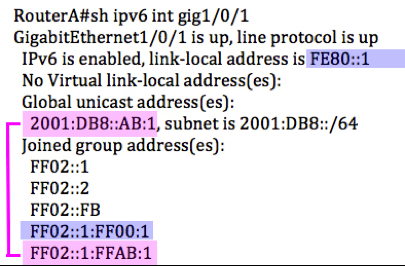 RouterA#sh ipv6 int gig1/0/1
GigabitEthernet1/0/1 is up, line protocol is up
IPv6 is enabled, link-local address is FE80::1
No Virtual link-local address(es):
Global unicast address(es):
2001:DB8::AB:1, subnet is 2001:DB8::/64
Joined group address(es):
FF02::1
FF02::2
FF02::FB
FF02::1:FF00:1
FF02::1:FFAB:1